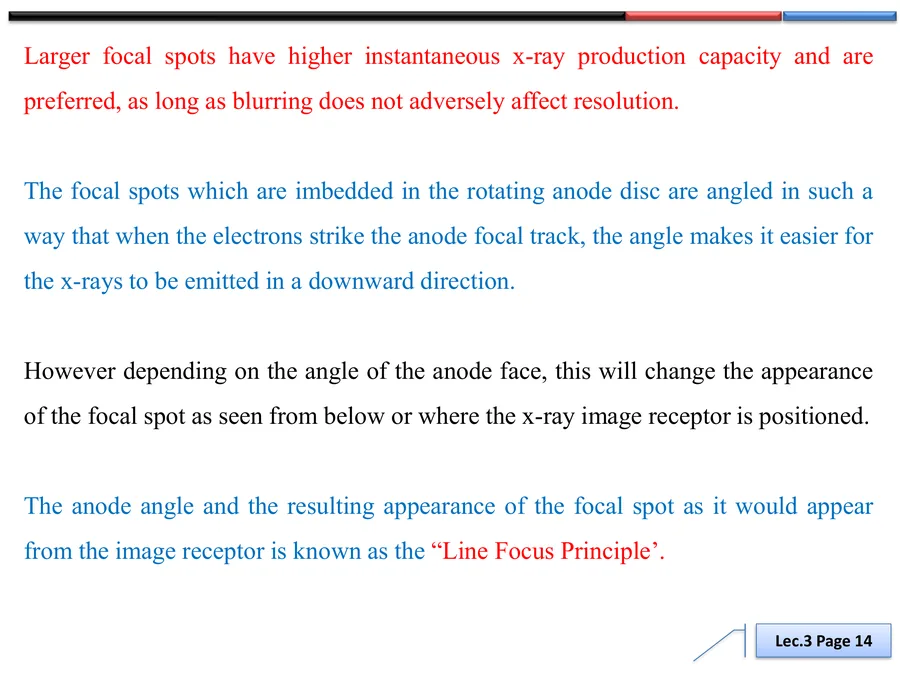 Larger focal spots have higher instantaneous x-ray production capacity and are
preferred, as long as blurring does not adversely affect resolution.
The focal spots which are imbedded in the rotating anode disc are angled in such a
way that when the electrons strike the anode focal track, the angle makes it easier for
the x-rays to be emitted in a downward direction.
However depending on the angle of the anode face, this will change the appearance
of the focal spot as seen from below or where the x-ray image receptor is positioned.
The anode angle and the resulting appearance of the focal spot as it would appear
from the image receptor is known as the “Line Focus Principle’.
Lec.3 Page 14